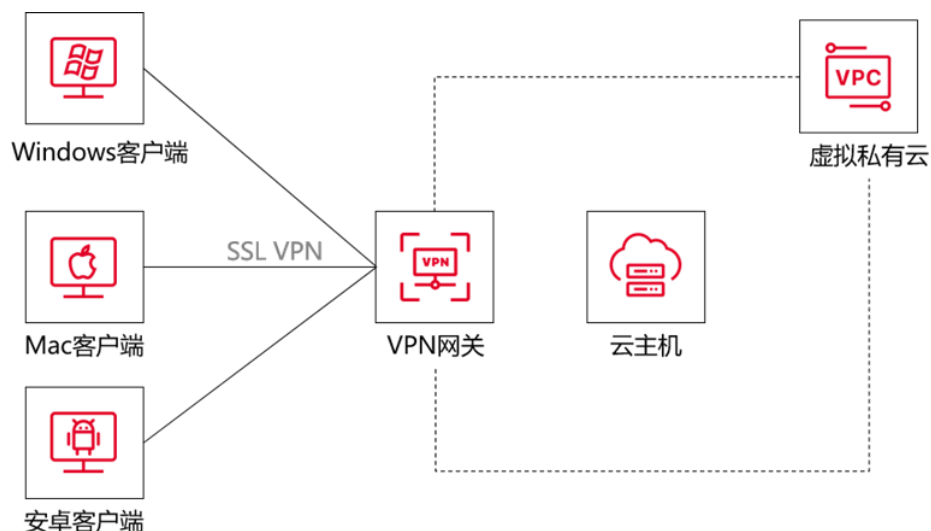 VPC
Windows客户端
虚拟私有云
SSL VPN
VPN
Mac客户端
VPN网关
云主机
安卓客户端